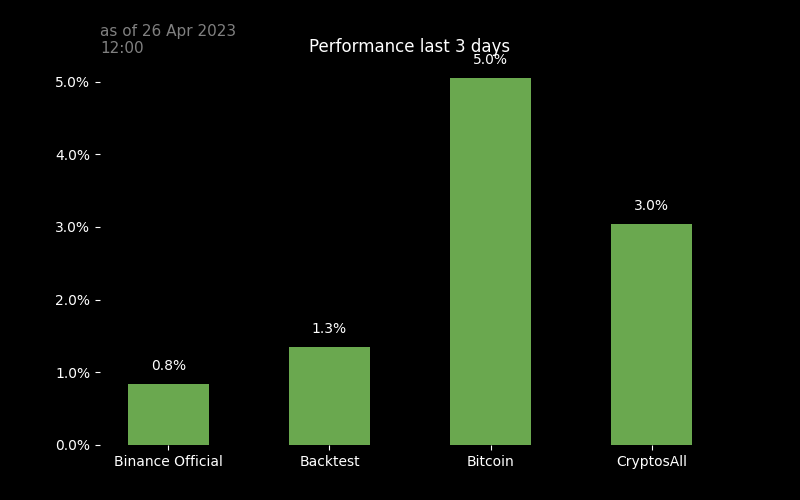 as of 26 Apr 2023
12:00
Performance last 3 days
5.0%
5.0%
4.0%
3.0%
3.0%
2.0%
1.3%
1.0%
0.8%
0.0%
Binance Official
Backtest
Bitcoin
CryptosAll